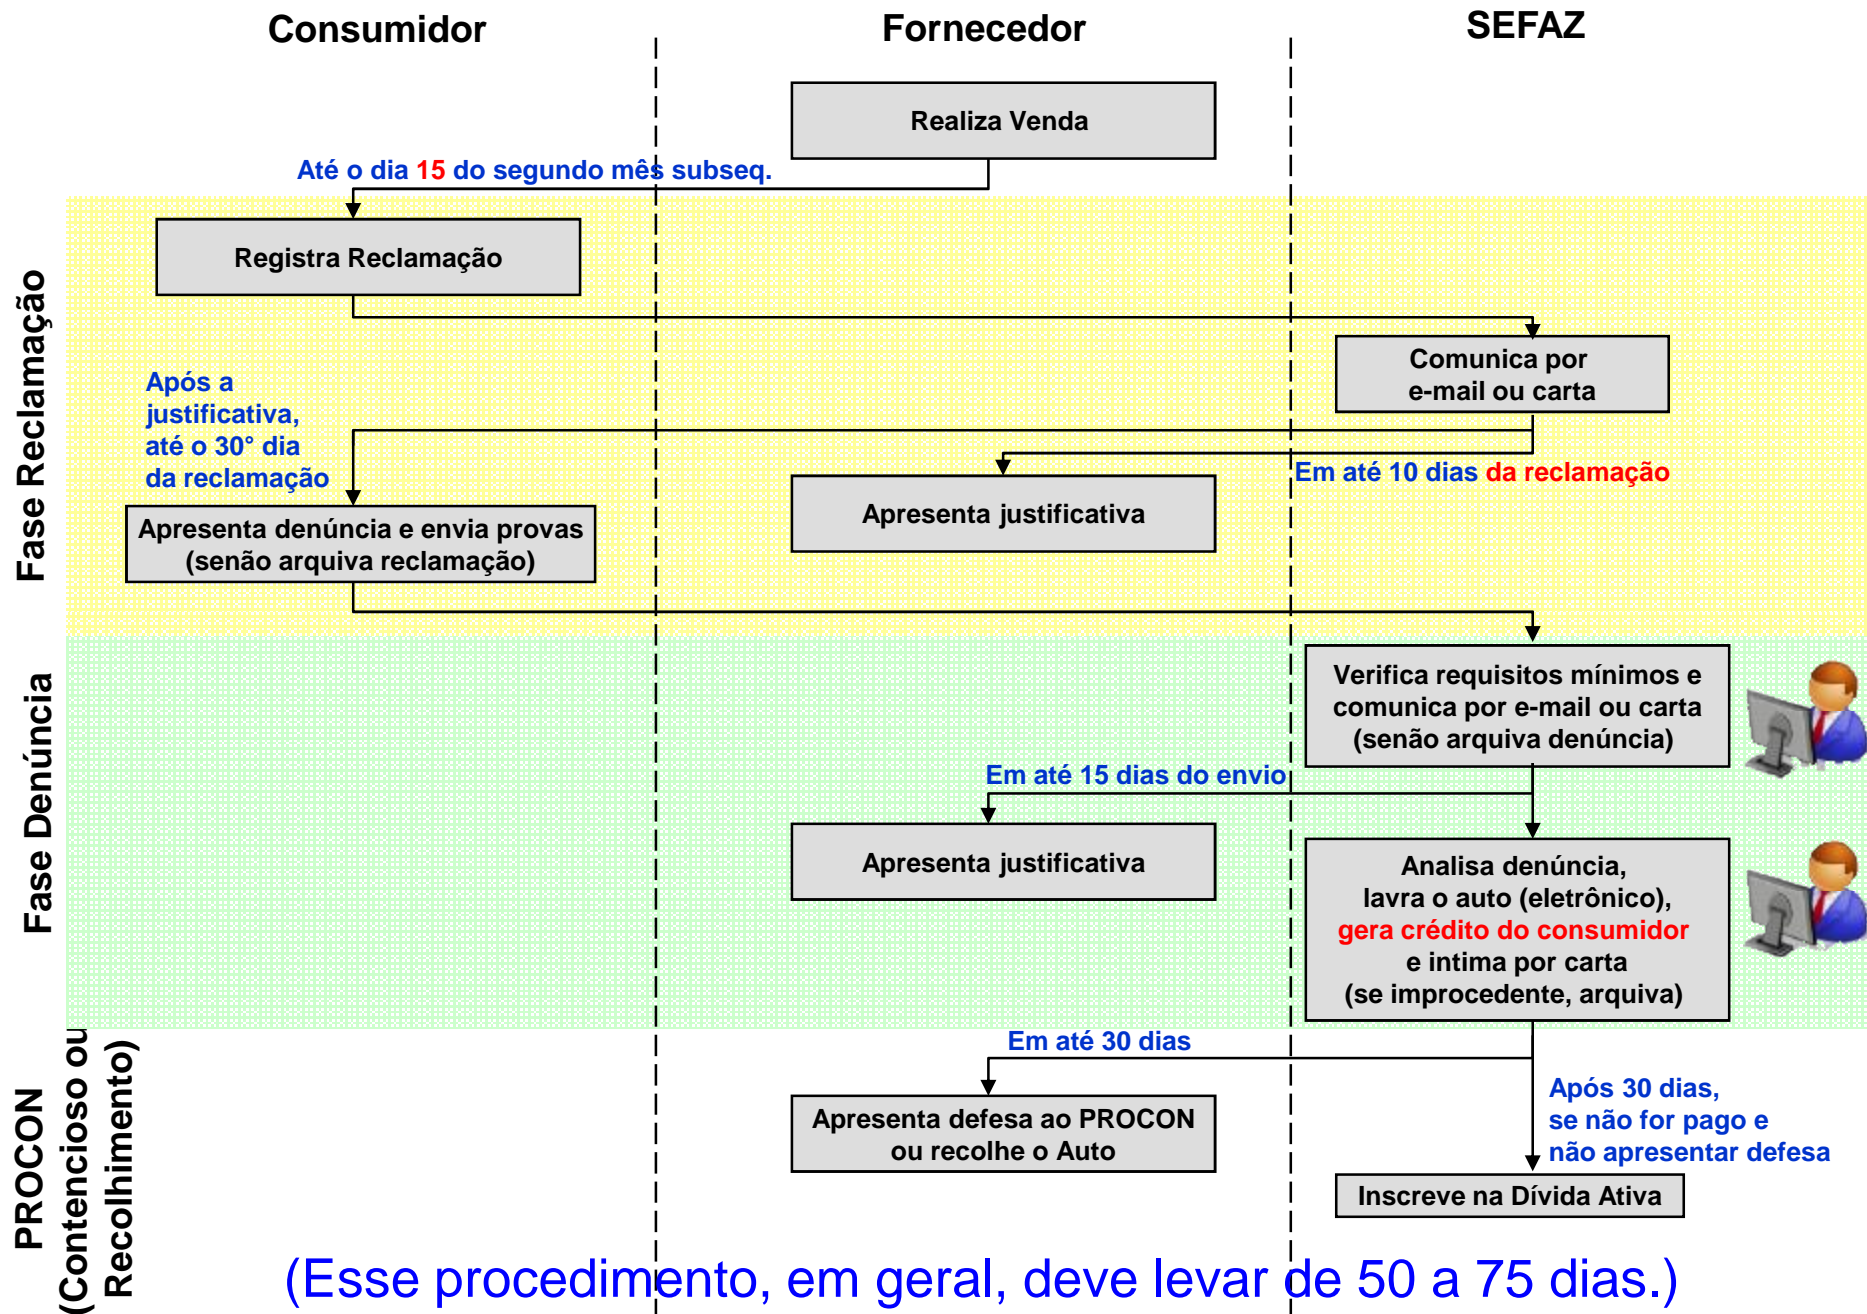 Consumidor
Fornecedor
SEFAZ
Realiza Venda
Até o dia 15 do segundo mês subseq.
Fase Reclamação
Registra Reclamação
Comunica por
e-mail ou carta
Após a
justificativa,
até o 30° dia
da reclamação
Em até 10 dias da reclamação
Apresenta justificativa
Apresenta denúncia e envia provas
(senão arquiva reclamação)
Fase Denúncia
Verifica requisitos mínimos e
comunica por e-mail ou carta
(senão arquiva denúncia)
Em até 15 dias do envio
Apresenta justificativa
Analisa denúncia,
lavra o auto (eletrônico),
gera crédito do consumidor
e intima por carta
(se improcedente, arquiva)
PROCON
(Contencioso ou
Recolhimento)
Em até 30 dias
Apresenta defesa ao PROCON
ou recolhe o Auto
Após 30 dias,
se não for pago e
não apresentar defesa
Inscreve na Dívida Ativa
(Esse procedimento, em geral, deve levar de 50 a 75 dias.)